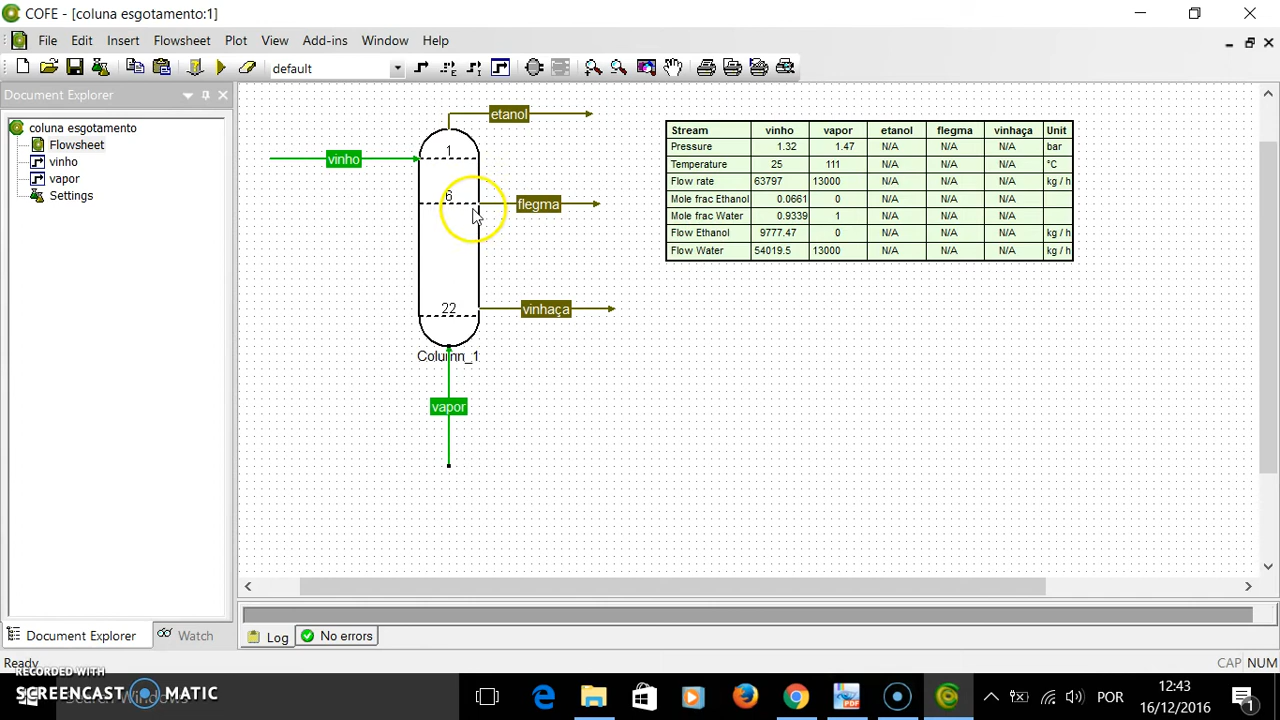 COFE - [coluna esgotamento:1]
File Edit Insert Flowsheet Plot View Add-ins Window Help
default
Document Explorer
coluna esgotamento
Flowsheet
vinho
vapor
Settings
etanol
1
vinho
6
flegma
22
vinhaça
Column_1
vapor
Stream vinho vapor etanol flegma vinhaça Unit
Pressure 1.32 1.47 N/A N/A N/A bar
Temperature 25 111 N/A N/A N/A °C
Flow rate 63797 13000 N/A N/A N/A kg / h
Mole frac Ethanol 0.0661 0 N/A N/A N/A
Mole frac Water 0.9339 1 N/A N/A N/A
Flow Ethanol 9777.47 0 N/A N/A N/A kg / h
Flow Water 54019.5 13000 N/A N/A N/A kg / h
Document Explorer Watch
Log No errors
Ready
CAP NUM
RECORDED WITH
SCREENCAST MATIC
POR
12:43
16/12/2016
1